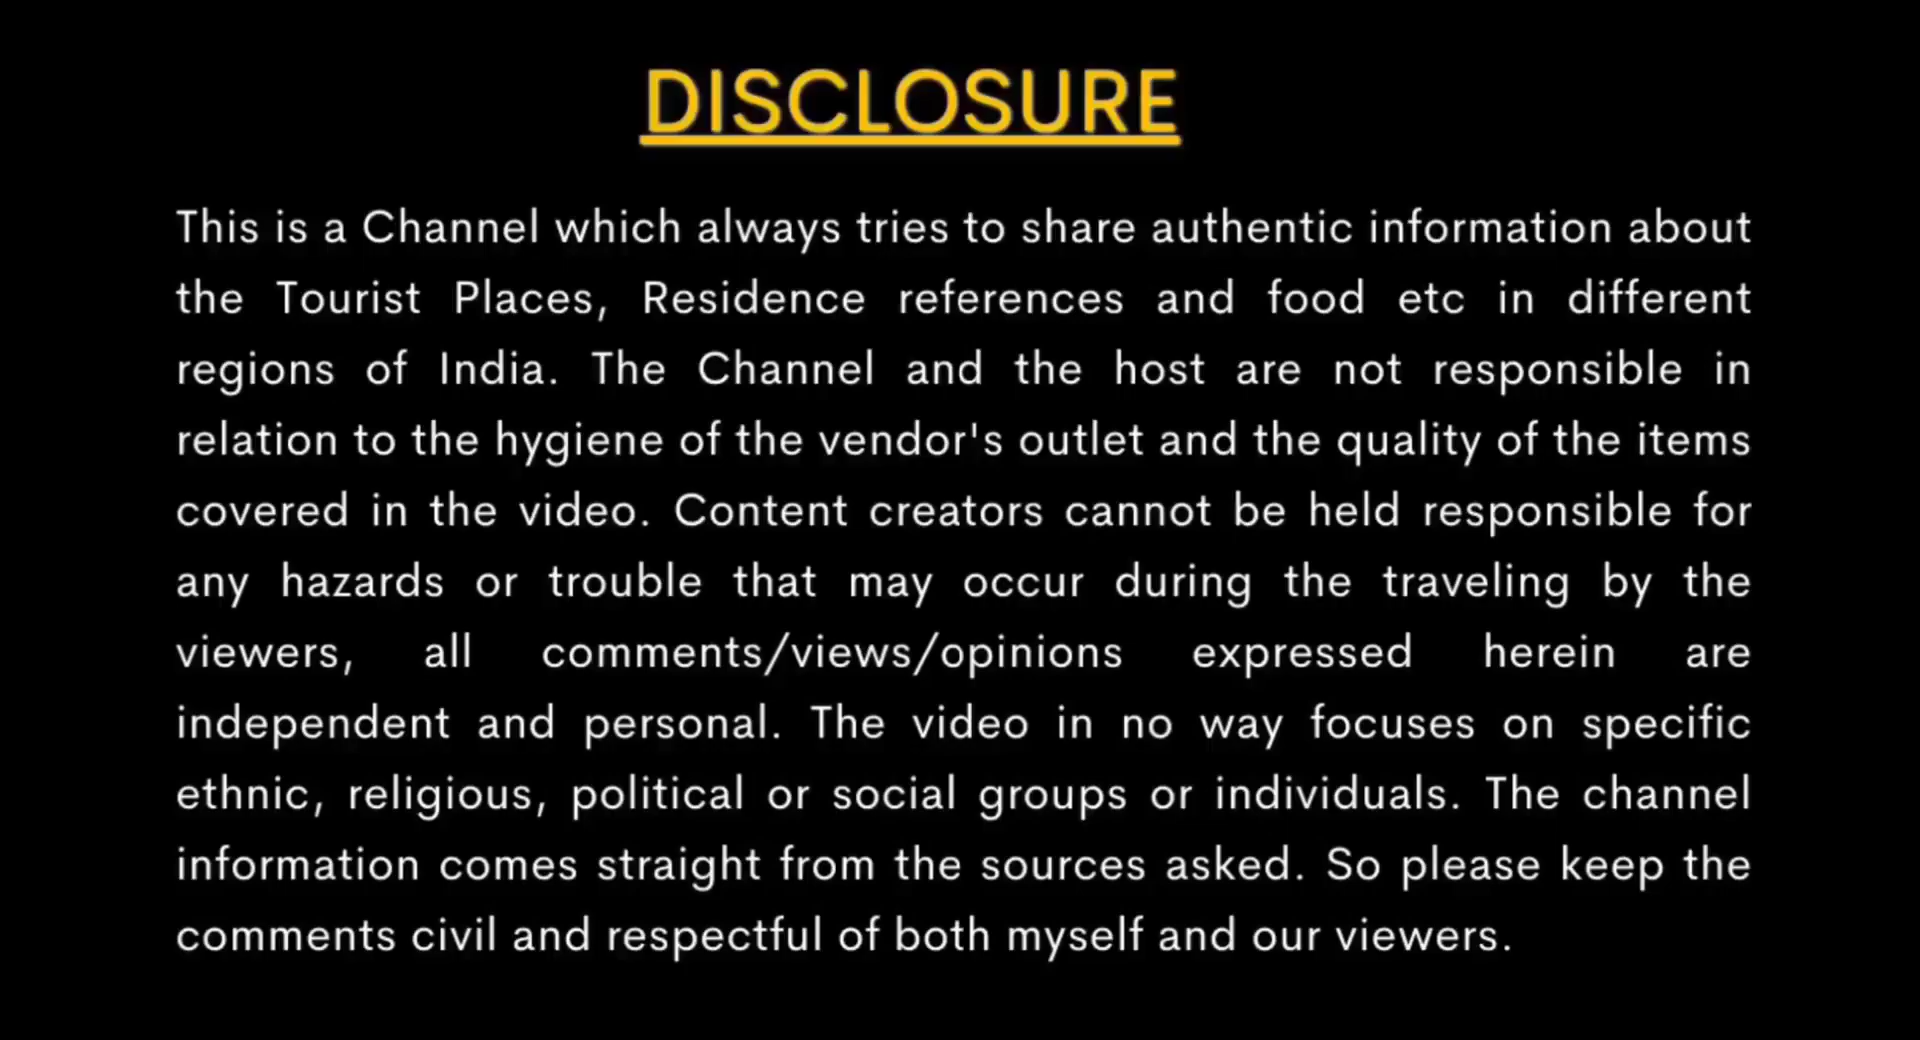 DISCLOSURE
This is a Channel which always tries to share authentic information about
the Tourist Places, Residence references and food etc in different
regions of India. The Channel and the host are not responsible in
relation to the hygiene of the vendor's outlet and the quality of the items
covered in the video. Content creators cannot be held responsible for
any hazards or trouble that may occur during the traveling by the
viewers, all comments/views/opinions expressed herein are
independent and personal. The video in no way focuses on specific
ethnic, religious, political or social groups or individuals. The channel
information comes straight from the sources asked. So please keep the
comments civil and respectful of both myself and our viewers.